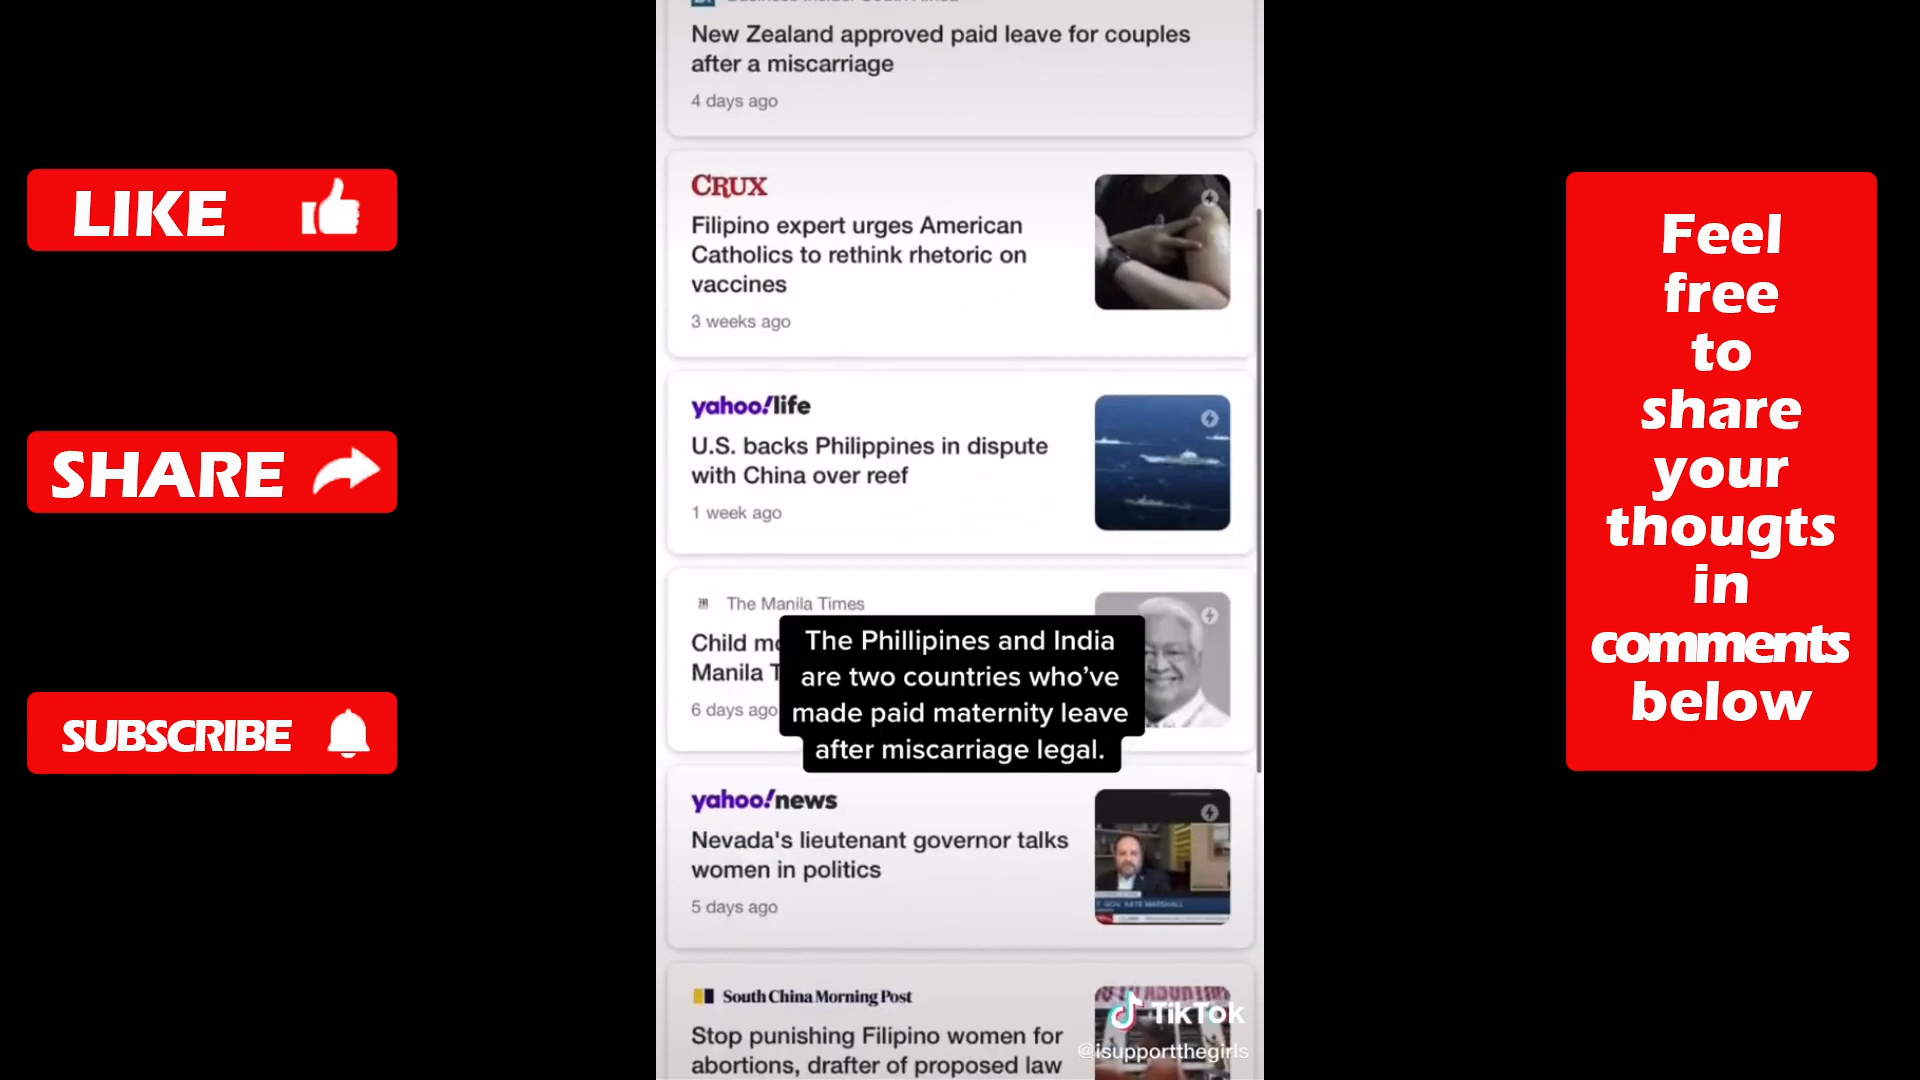 New Zealand approved paid leave for couples
after a miscarriage
4 days ago
CRUX
Filipino expert urges American
Catholics to rethink rhetoric on
vaccines
3 weeks ago
yahoo!life
U.S. backs Philippines in dispute
with China over reef
1 week ago
The Manila Times
Child mo
Manila T
6 days ago
The Phillipines and India
are two countries who've
made paid maternity leave
after miscarriage legal.
yahoo!news
Nevada's lieutenant governor talks
women in politics
5 days ago
South China Morning Post
Stop punishing Filipino women for
abortions, drafter of proposed law
TikTok
@isupportthegirls
LIKE
SHARE
SUBSCRIBE
Feel
free
to
share
your
thougts
in
comments
below